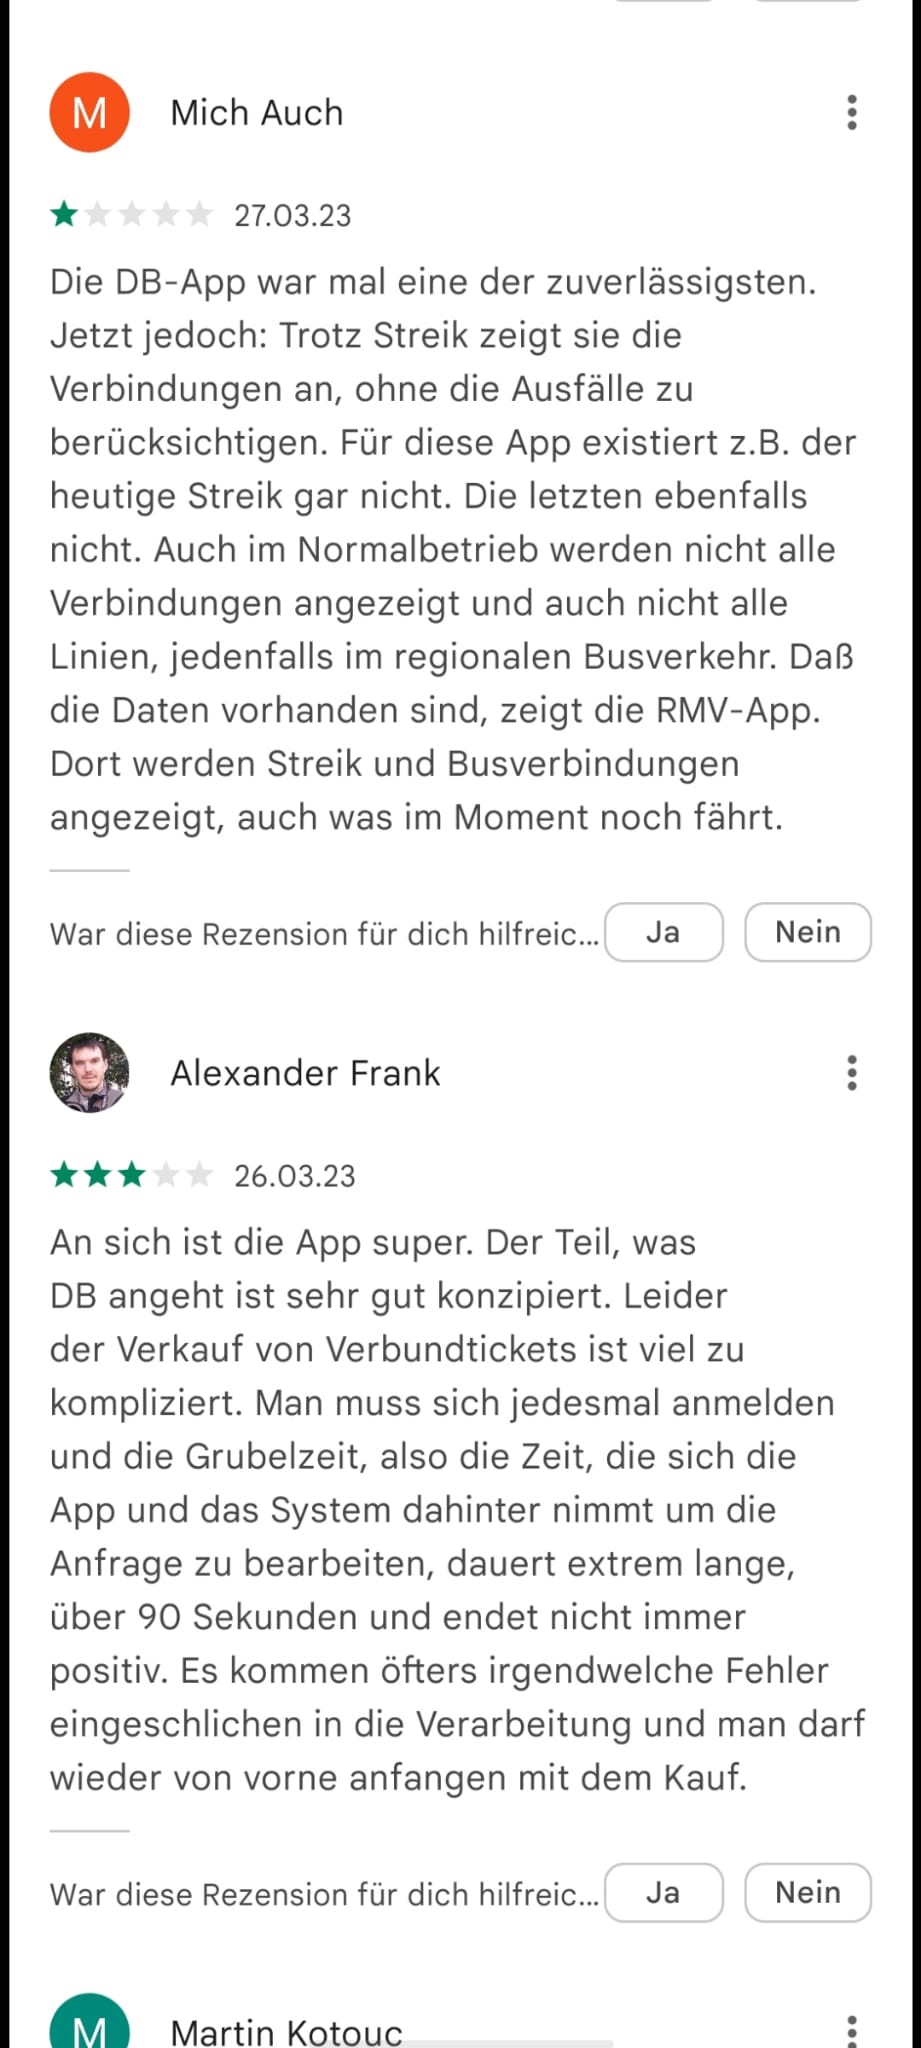 M
Mich Auch
27.03.23
Die DB-App war mal eine der zuverlässigsten.
Jetzt jedoch: Trotz Streik zeigt sie die
Verbindungen an, ohne die Ausfälle zu
berücksichtigen. Für diese App existiert z.B. der
heutige Streik gar nicht. Die letzten ebenfalls
nicht. Auch im Normalbetrieb werden nicht alle
Verbindungen angezeigt und auch nicht alle
Linien, jedenfalls im regionalen Busverkehr. Daß
die Daten vorhanden sind, zeigt die RMV-App.
Dort werden Streik und Busverbindungen
angezeigt, auch was im Moment noch fährt.
War diese Rezension für dich hilfreic... Ja Nein
Alexander Frank
26.03.23
An sich ist die App super. Der Teil, was
DB angeht ist sehr gut konzipiert. Leider
der Verkauf von Verbundtickets ist viel zu
kompliziert. Man muss sich jedesmal anmelden
und die Grubelzeit, also die Zeit, die sich die
App und das System dahinter nimmt um die
Anfrage zu bearbeiten, dauert extrem lange,
über 90 Sekunden und endet nicht immer
positiv. Es kommen öfters irgendwelche Fehler
eingeschlichen in die Verarbeitung und man darf
wieder von vorne anfangen mit dem Kauf.
War diese Rezension für dich hilfreic... Ja Nein
M
Martin Kotouc